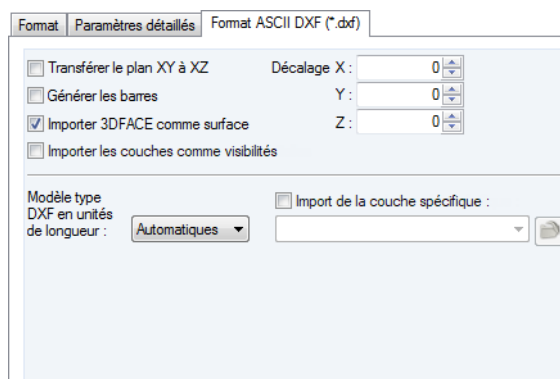 Format Paramètres détaillés Format ASCII DXF (*.dxf)
Transférer le plan XY à XZ Décalage X : 0
Générer les barres Y : 0
Importer 3DFACE comme surface Z : 0
Importer les couches comme visibilités
Modèle type
DXF en unités
de longueur : Automatiques
Import de la couche spécifique :